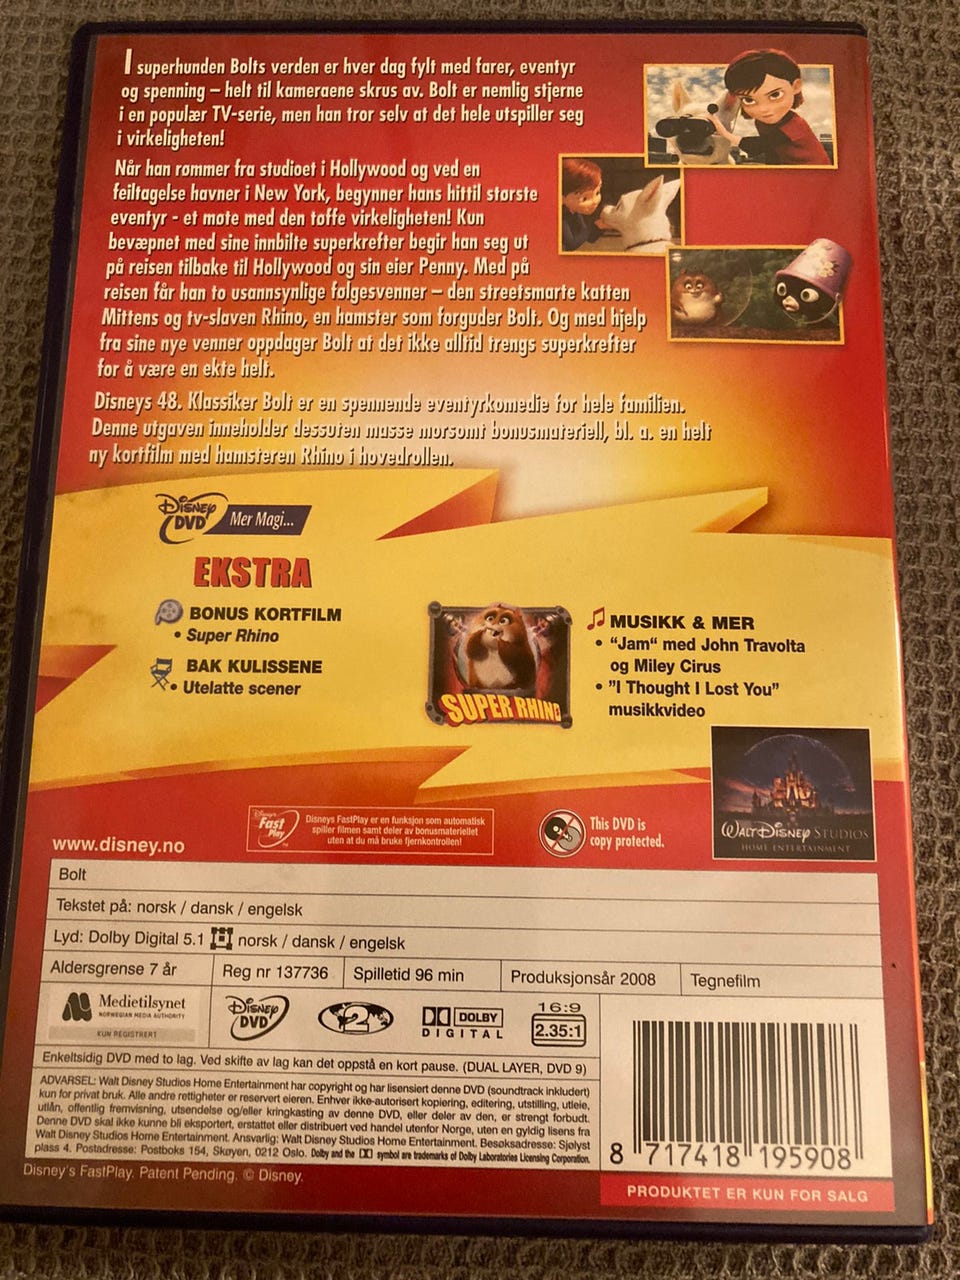 I superhunden Bolts verden er hver dag fylt med farer, eventyr
og spenning – helt til kameraene skrus av. Bolt er nemlig stjerne
i en populær TV-serie, men han tror selv at det hele utspiller seg
i virkeligheten!
Når han rømmer fra studioet i Hollywood og ved en
feiltagelse havner i New York, begynner hans hittil største
eventyr - et møte med den tøffe virkeligheten! Kun
bevæpnet med sine innbilte superkrefter begir han seg ut
på reisen tilbake til Hollywood og sin eier Penny. Med på
reisen får han to usannsynlige følgesvenner – den streetsmarte katten
Mittens og tv-slaven Rhino, en hamster som forguder Bolt. Og med hjelp
fra sine nye venner oppdager Bolt at det ikke alltid trengs superkrefter
for å være en ekte helt.
Disneys 48. Klassiker Bolt er en spennende eventyrkomedie for hele familien.
Denne utgaven inneholder dessuten masse morsomt bonusmateriell, bl. a. en helt
ny kortfilm med hamsteren Rhino i hovedrollen.
Disney DVD Mer Magi...
EKSTRA
BONUS KORTFILM
• Super Rhino
BAK KULISSENE
• Utelatte scener
SUPER RHINO
MUSIKK & MER
• "Jam" med John Travolta
og Miley Cirus
• "I Thought I Lost You"
musikkvideo
WALT DISNEY STUDIOS
HOME ENTERTAINMENT
www.disney.no
Disney's Fast Play™
Disneys FastPlay er en funksjon som automatisk
spiller filmen samt deler av bonusmateriellet
uten at du må bruke fjernkontrollen!
This DVD is
copy protected.
Bolt
Tekstet på: norsk / dansk / engelsk
Lyd: Dolby Digital 5.1 norsk / dansk / engelsk
Aldersgrense 7 år
Reg nr 137736
Spilletid 96 min
Produksjonsår 2008
Tegnefilm
Medietilsynet
NORWEGIAN MEDIA AUTHORITY
KUN REGISTRERT
Disney DVD
2
DOLBY
DIGITAL
16:9
2.35:1
Enkeltsidig DVD med to lag. Ved skifte av lag kan det oppstå en kort pause. (DUAL LAYER, DVD 9)
ADVARSEL: Walt Disney Studios Home Entertainment har copyright og har lisensiert denne DVD (soundtrack inkludert)
kun for privat bruk. Alle andre rettigheter er reservert eieren. Enhver ikke-autorisert kopiering, editering, utstilling, utleie,
utlån, offentlig fremvisning, utsendelse og/eller kringkasting av denne DVD, eller deler av den, er strengt forbudt.
Denne DVD skal ikke kunne bli eksportert, erstattet eller distribuert ved handel utenfor Norge, uten en gyldig lisens fra
Walt Disney Studios Home Entertainment. Ansvarlig: Walt Disney Studios Home Entertainment. Besøksadresse: Sjølyst
plass 4. Postadresse: Postboks 154, Skøyen, 0212 Oslo. Dolby and the symbol are trademarks of Dolby Laboratories Licensing Corporation.
8 717418 195908
Disney's FastPlay. Patent Pending. © Disney.
PRODUKTET ER KUN FOR SALG